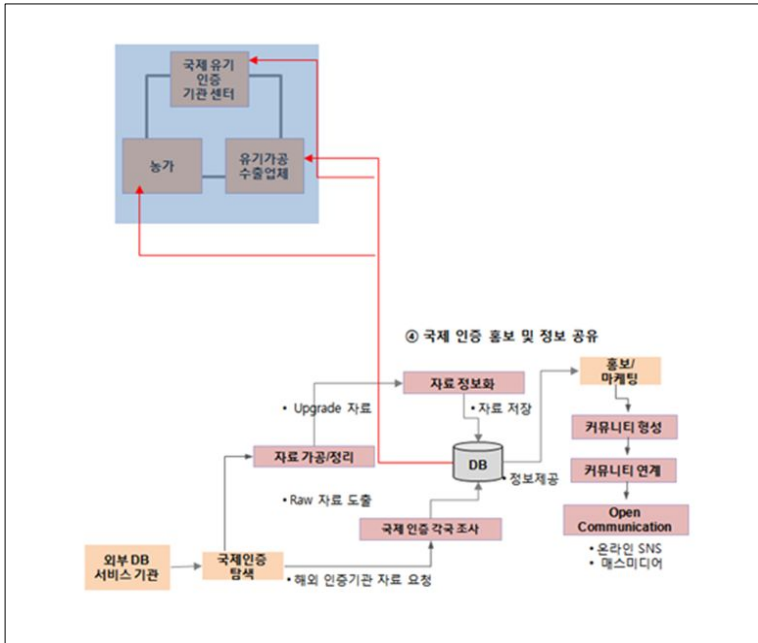 국제 유기
인증
기관 센터
농가
유기가공
수출업체
④ 국제 인증 홍보 및 정보 공유
홍보/
마케팅
자료 정보화
• Upgrade 자료
• 자료 저장
커뮤니티 형성
자료 가공/정리
DB
커뮤니티 연계
• 정보제공
• Raw 자료 도출
국제 인증 각국 조사
Open
Communication
외부 DB
서비스 기관
국제인증
탐색
• 해외 인증기관 자료 요청
• 온라인 SNS
• 매스미디어